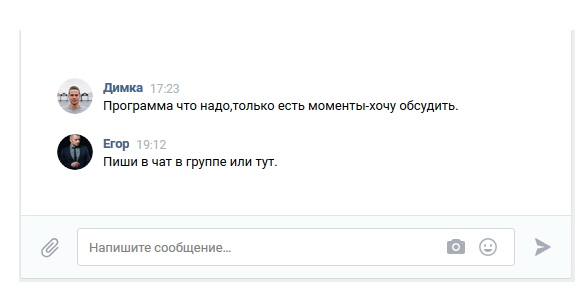 Димка 17:23
Программа что надо,только есть моменты-хочу обсудить.
Егор 19:12
Пиши в чат в группе или тут.
Напишите сообщение...